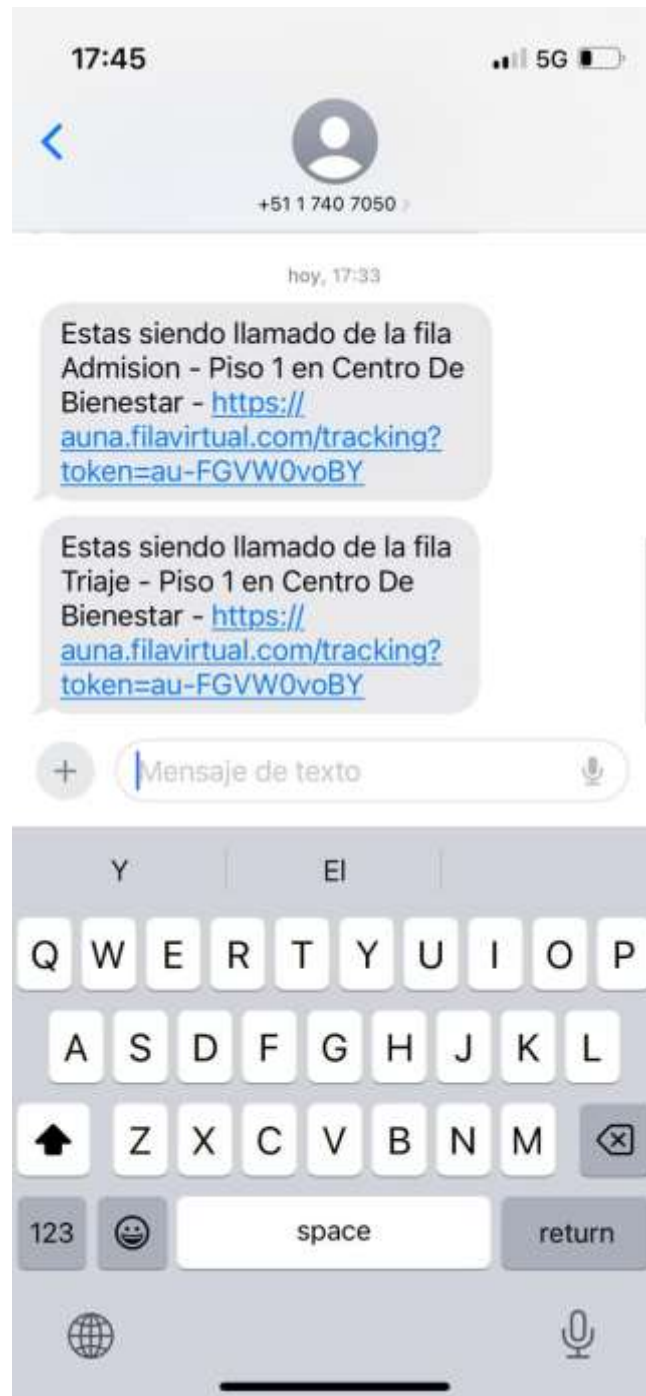 17:45
5G
+51 1 740 7050
hoy, 17:33
Estas siendo llamado de la fila
Admision - Piso 1 en Centro De
Bienestar - https://
auna.filavirtual.com/tracking?
token=au-FGVW0voBY
Estas siendo llamado de la fila
Triaje - Piso 1 en Centro De
Bienestar - https://
auna.filavirtual.com/tracking?
token=au-FGVW0voBY
Mensaje de texto
Y El
Q W E R T Y U I O P
A S D F G H J K L
Z X C V B N M
123 space return